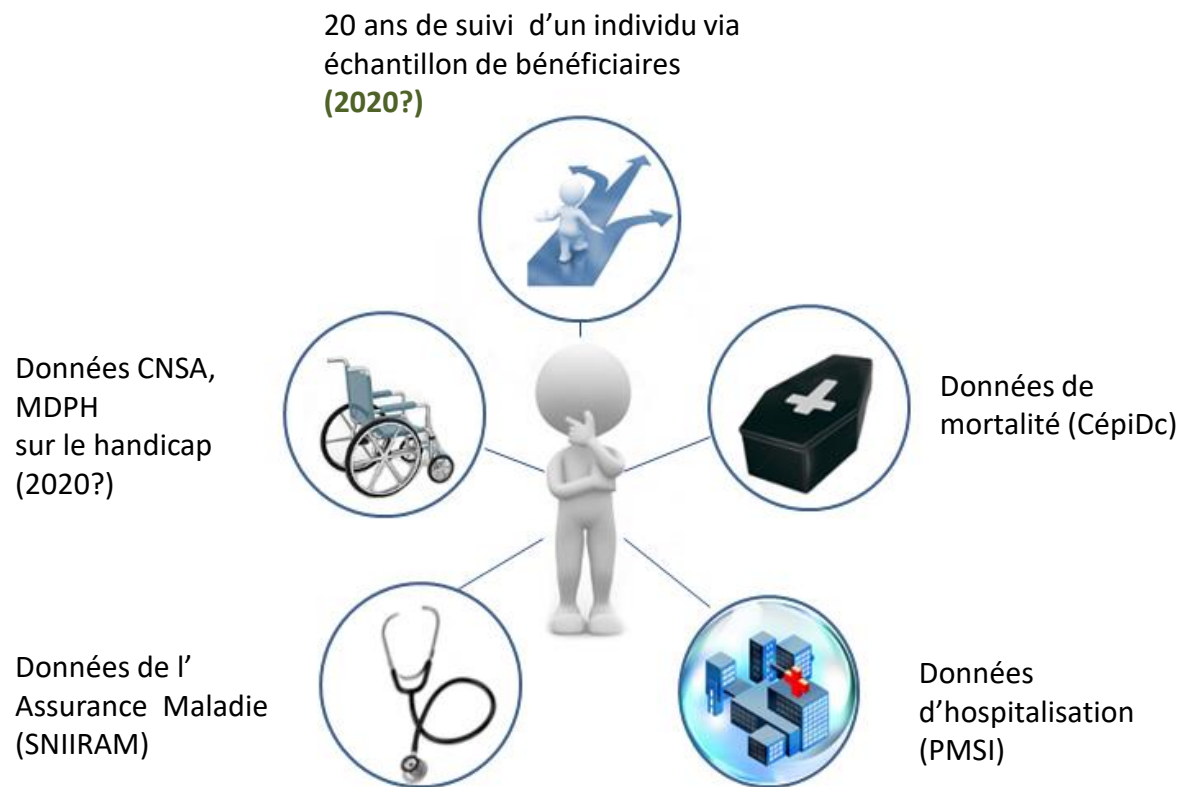 20 ans de suivi d’un individu via
échantillon de bénéficiaires
(2020?)
Données CNSA,
MDPH
sur le handicap
(2020?)
Données de
mortalité (CépiDc)
Données de l’
Assurance Maladie
(SNIIRAM)
Données
d’hospitalisation
(PMSI)